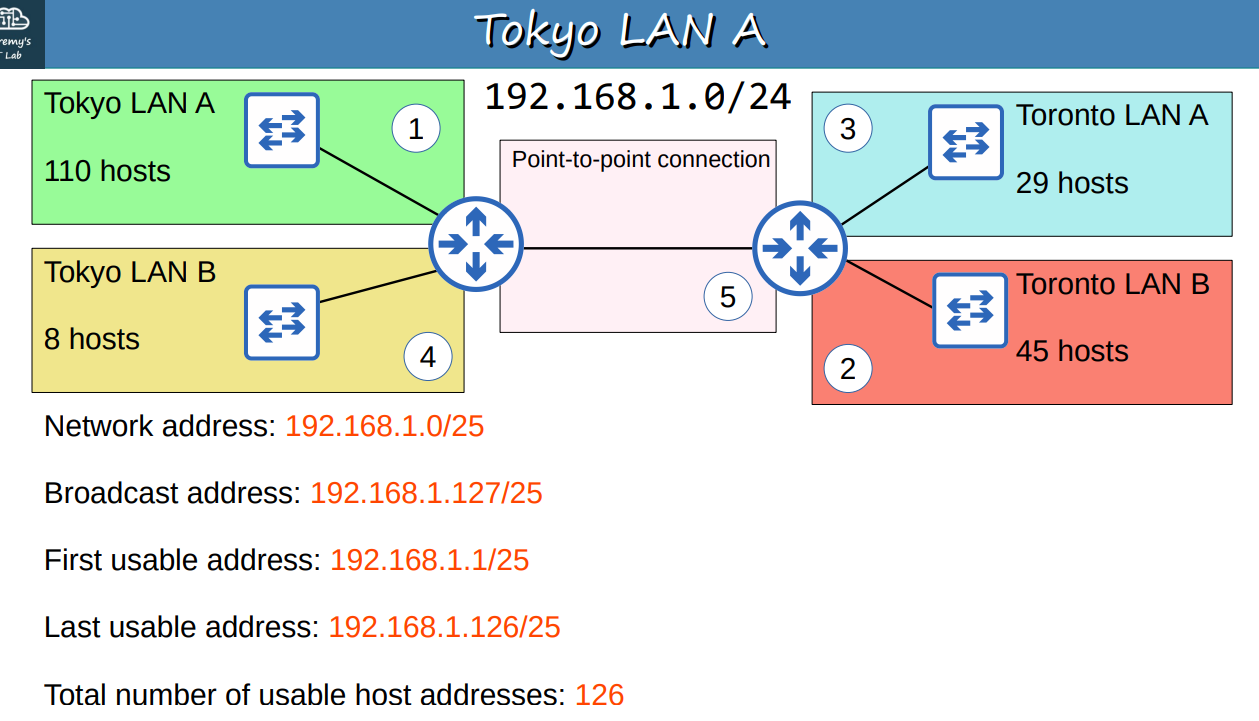 Tokyo LAN A
remy's
Lab
192.168.1.0/24
Tokyo LAN A
110 hosts
1
Point-to-point connection
3
Toronto LAN A
29 hosts
Tokyo LAN B
8 hosts
4
5
Toronto LAN B
45 hosts
2
Network address: 192.168.1.0/25
Broadcast address: 192.168.1.127/25
First usable address: 192.168.1.1/25
Last usable address: 192.168.1.126/25
Total number of usable host addresses: 126